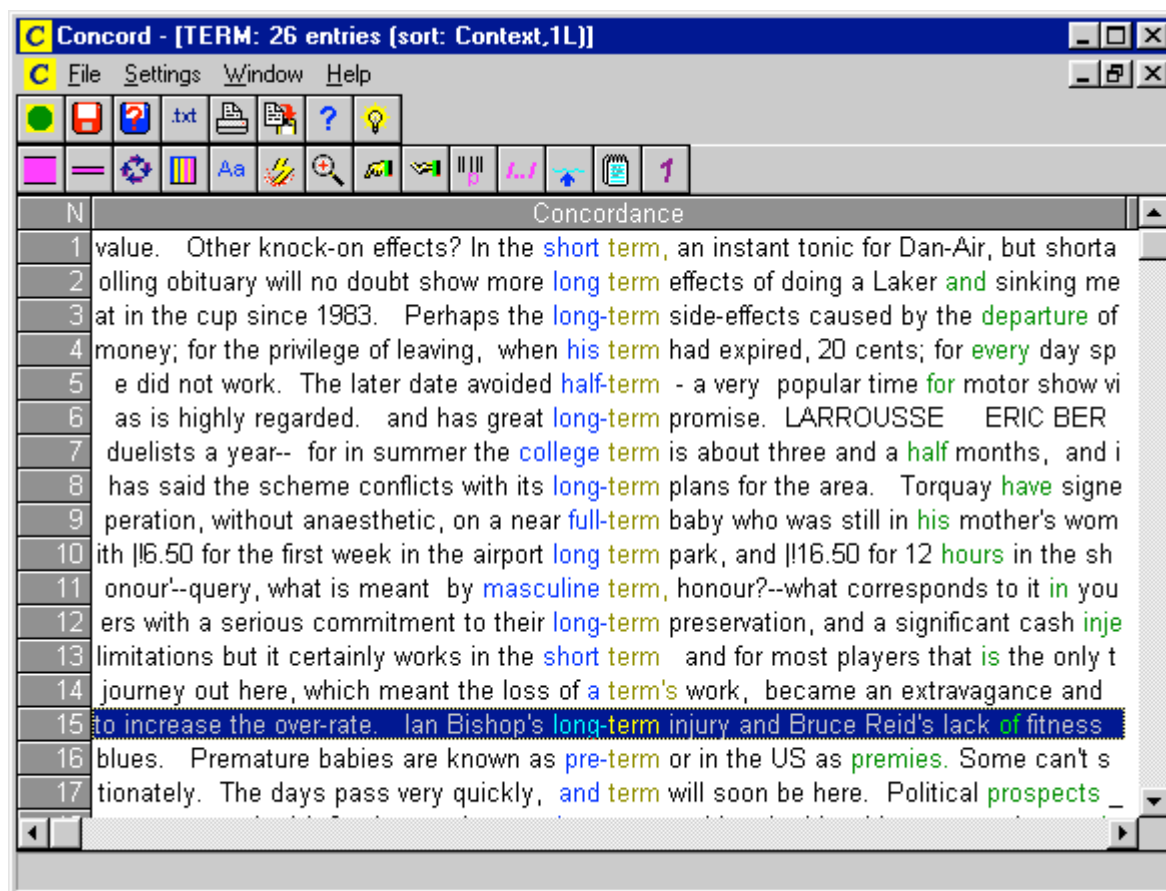 Concord - [TERM: 26 entries (sort: Context,1L)]
File Settings Window Help
.txt ?
Aa p
N Concordance
1 value. Other knock-on effects? In the short term, an instant tonic for Dan-Air, but shorta
2 olling obituary will no doubt show more long term effects of doing a Laker and sinking me
3 at in the cup since 1983. Perhaps the long-term side-effects caused by the departure of
4 money; for the privilege of leaving, when his term had expired, 20 cents; for every day sp
5 e did not work. The later date avoided half-term - a very popular time for motor show vi
6 as is highly regarded. and has great long-term promise. LARROUSSE ERIC BER
7 duelists a year-- for in summer the college term is about three and a half months, and i
8 has said the scheme conflicts with its long-term plans for the area. Torquay have signe
9 peration, without anaesthetic, on a near full-term baby who was still in his mother's wom
10 ith |!6.50 for the first week in the airport long term park, and |!16.50 for 12 hours in the sh
11 onour'--query, what is meant by masculine term, honour?--what corresponds to it in you
12 ers with a serious commitment to their long-term preservation, and a significant cash inje
13 limitations but it certainly works in the short term and for most players that is the only t
14 journey out here, which meant the loss of a term's work, became an extravagance and
15 to increase the over-rate. Ian Bishop's long-term injury and Bruce Reid's lack of fitness
16 blues. Premature babies are known as pre-term or in the US as premies. Some can't s
17 tionately. The days pass very quickly, and term will soon be here. Political prospects _